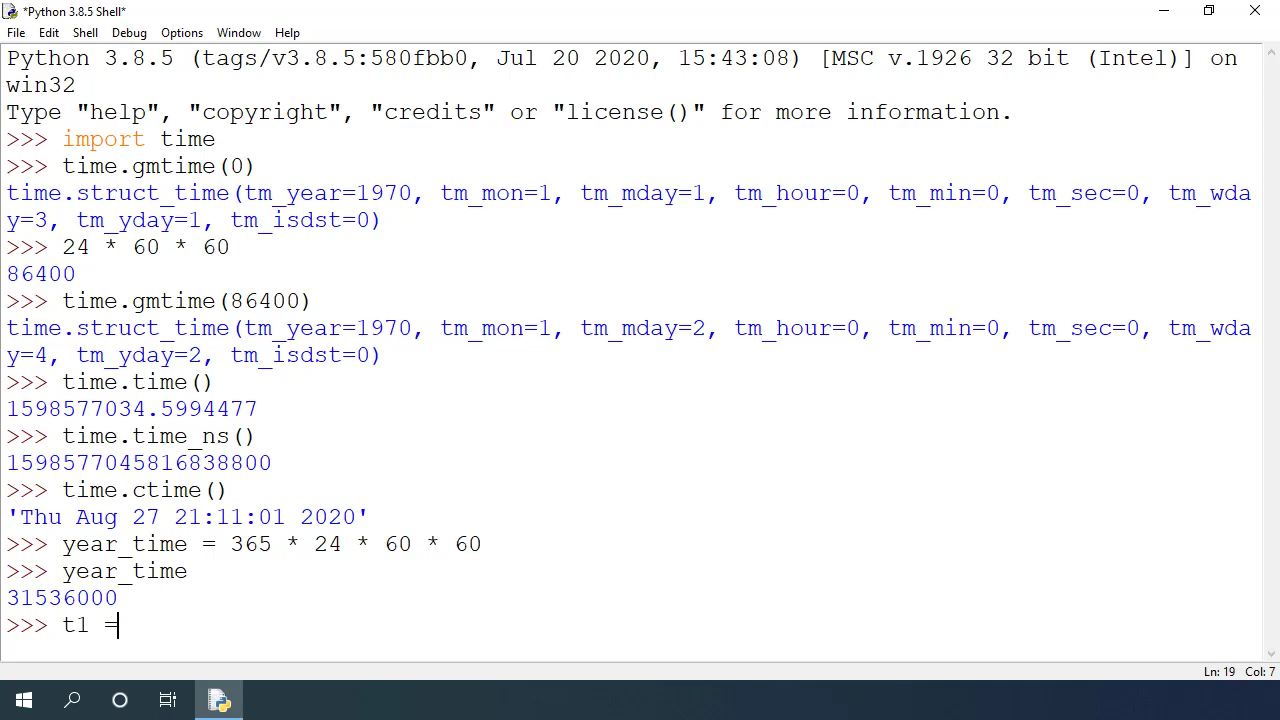 *Python 3.8.5 Shell*
File Edit Shell Debug Options Window Help
Python 3.8.5 (tags/v3.8.5:580fbb0, Jul 20 2020, 15:43:08) [MSC v.1926 32 bit (Intel)] on
win32
Type "help", "copyright", "credits" or "license()" for more information.
>>> import time
>>> time.gmtime(0)
time.struct_time(tm_year=1970, tm_mon=1, tm_mday=1, tm_hour=0, tm_min=0, tm_sec=0, tm_wda
y=3, tm_yday=1, tm_isdst=0)
>>> 24 * 60 * 60
86400
>>> time.gmtime(86400)
time.struct_time(tm_year=1970, tm_mon=1, tm_mday=2, tm_hour=0, tm_min=0, tm_sec=0, tm_wda
y=4, tm_yday=2, tm_isdst=0)
>>> time.time()
1598577034.5994477
>>> time.time_ns()
1598577045816838800
>>> time.ctime()
'Thu Aug 27 21:11:01 2020'
>>> year_time = 365 * 24 * 60 * 60
>>> year_time
31536000
>>> t1 =
Ln: 19 Col: 7